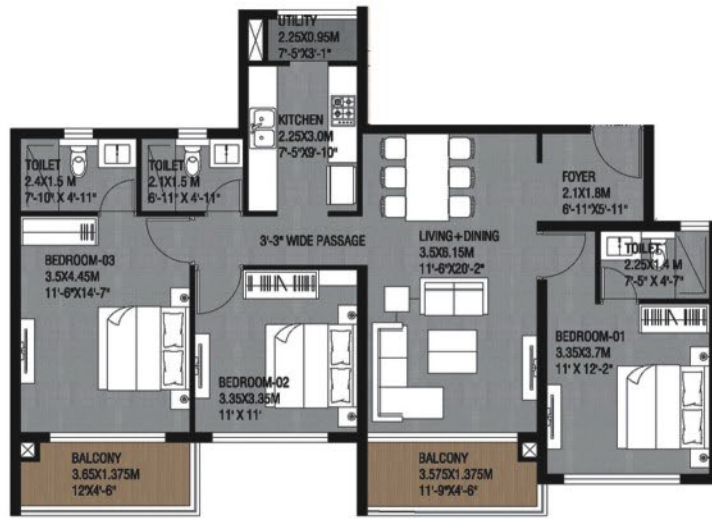 UTILITY
2.25X0.95M
7'-5"X3'-1"
KITCHEN
2.25X3.0M
7'-5"X9'-10"
TOILET
2.4X1.5 M
7'-10" X 4'-11"
TOILET
2.1X1.5 M
6'-11" X 4'-11"
FOYER
2.1X1.8M
6'-11"X5'-11"
3'-3" WIDE PASSAGE
LIVING+DINING
3.5X6.15M
11'-6"X20'-2"
TOILET
2.25X1.4 M
7'-5" X 4'-7"
BEDROOM-03
3.5X4.45M
11'-6"X14'-7"
BEDROOM-02
3.35X3.35M
11' X 11'
BEDROOM-01
3.35X3.7M
11' X 12'-2"
BALCONY
3.65X1.375M
12'X4'-6"
BALCONY
3.575X1.375M
11'-9"X4'-6"